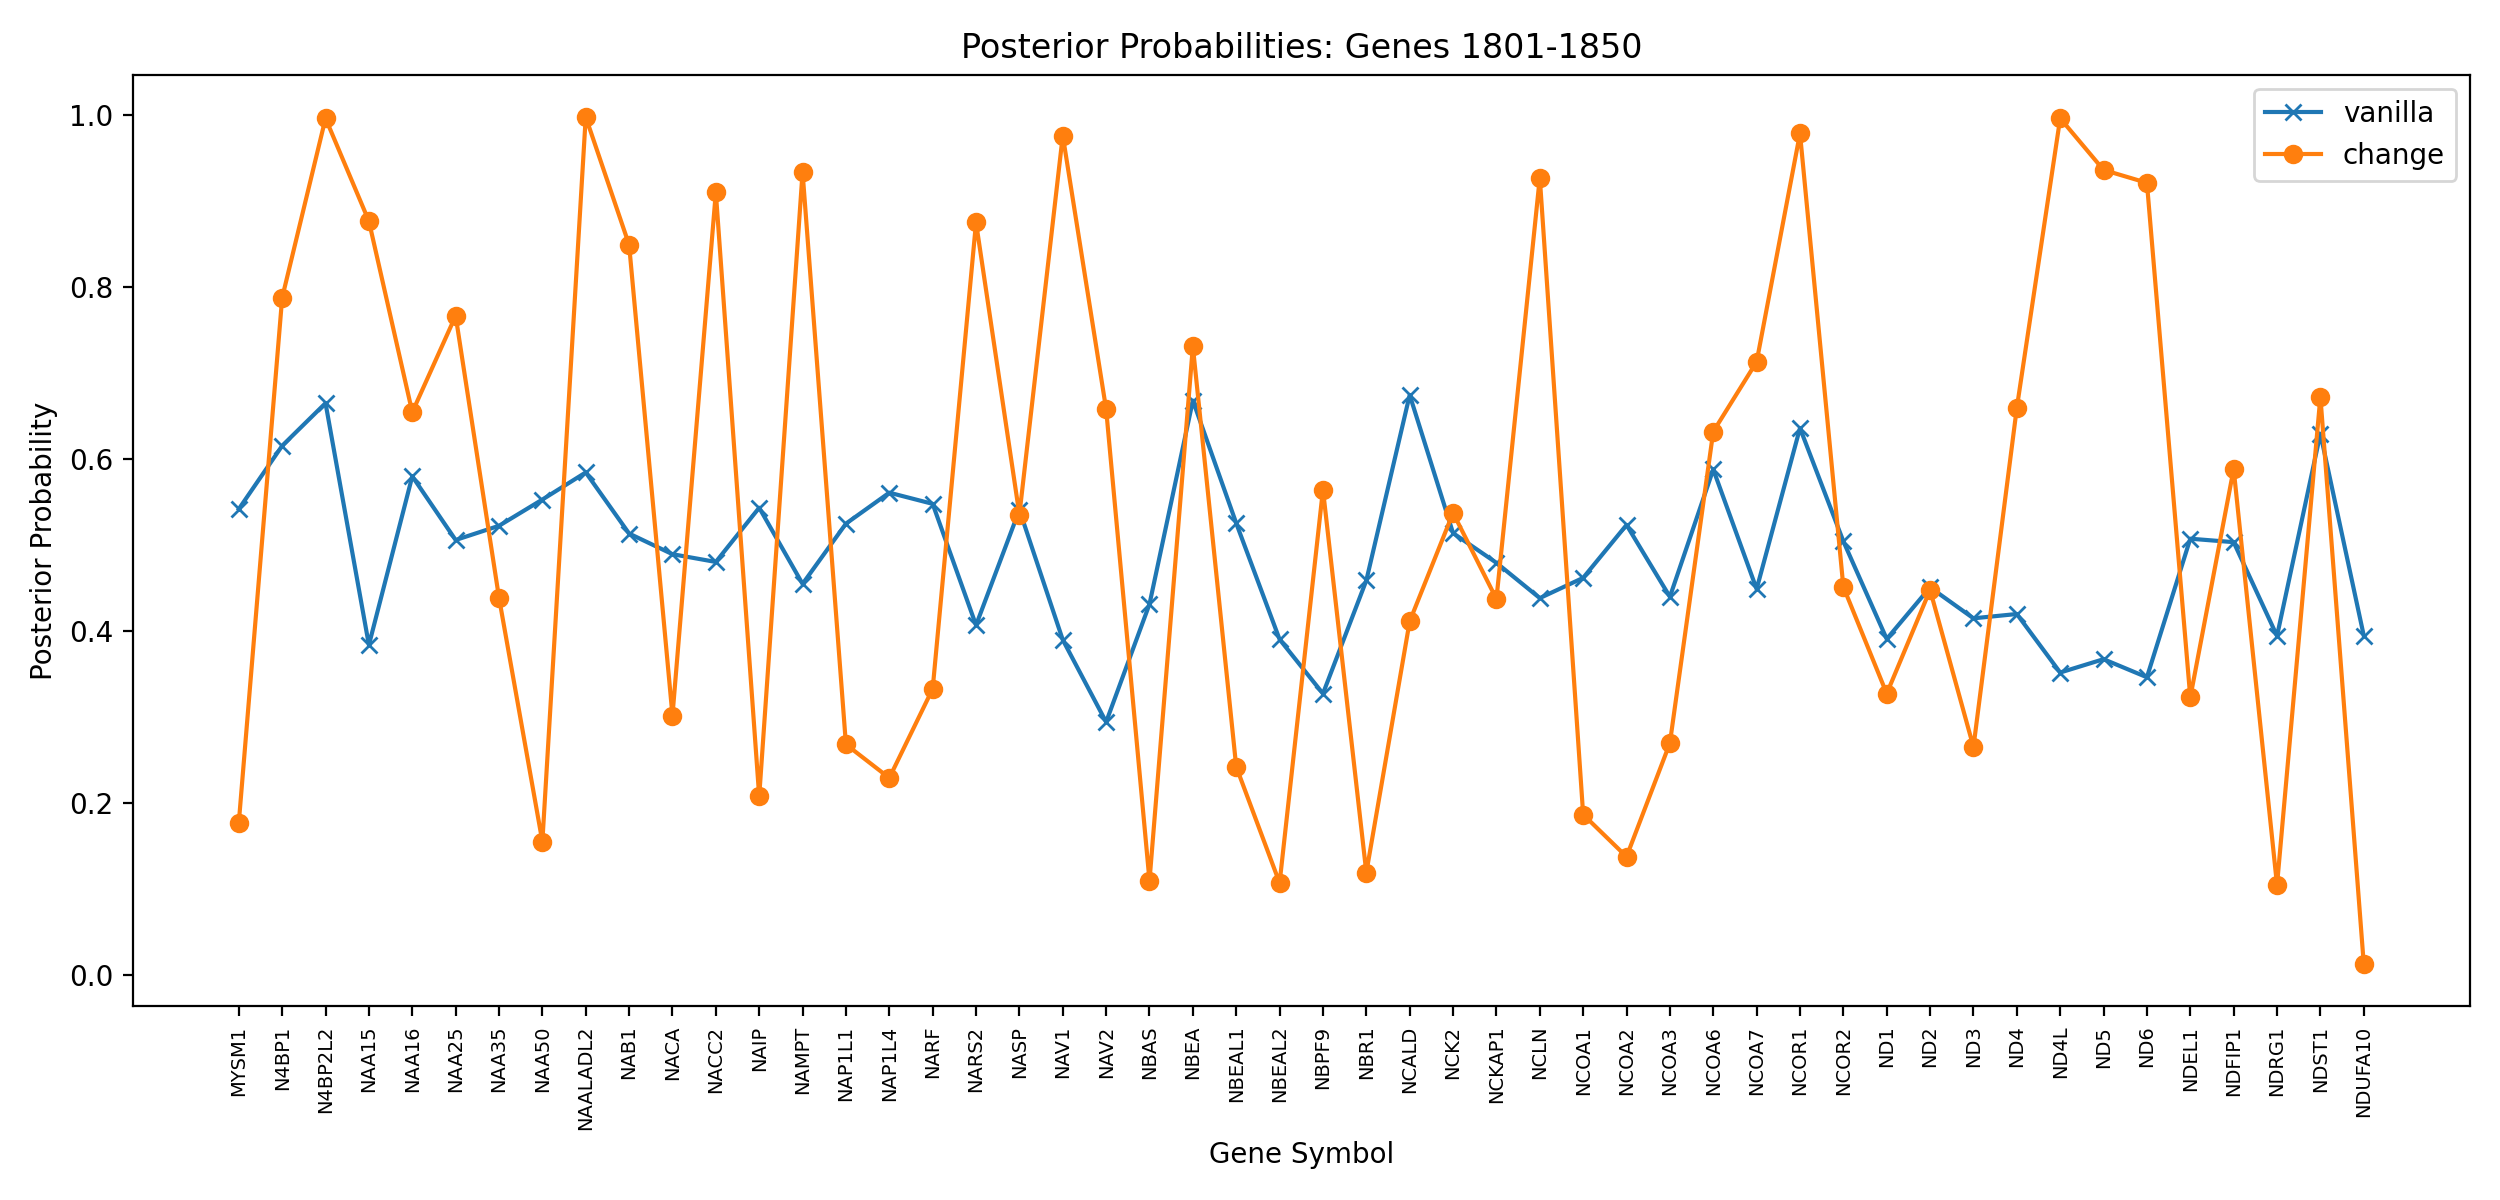 Posterior Probabilities: Genes 1801-1850
vanilla
change
Posterior Probability
1.0
0.8
0.6
0.4
0.2
0.0
MYSM1
N4BP1
N4BP2L2
NAA15
NAA16
NAA25
NAA35
NAA50
NAALADL2
NAB1
NACA
NACC2
NAIP
NAMPT
NAP1L1
NAP1L4
NARF
NARS2
NASP
NAV1
NAV2
NBAS
NBEA
NBEAL1
NBEAL2
NBPF9
NBR1
NCALD
NCK2
NCKAP1
NCLN
NCOA1
NCOA2
NCOA3
NCOA6
NCOA7
NCOR1
NCOR2
ND1
ND2
ND3
ND4
ND4L
ND5
ND6
NDEL1
NDFIP1
NDRG1
NDST1
NDUFA10
Gene Symbol